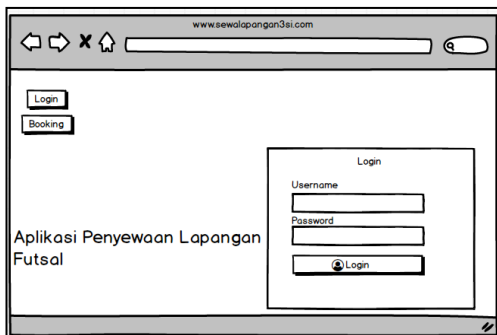 www.sewalapangan3si.com
Login
Booking
Login
Username
Password
Login
Aplikasi Penyewaan Lapangan
Futsal